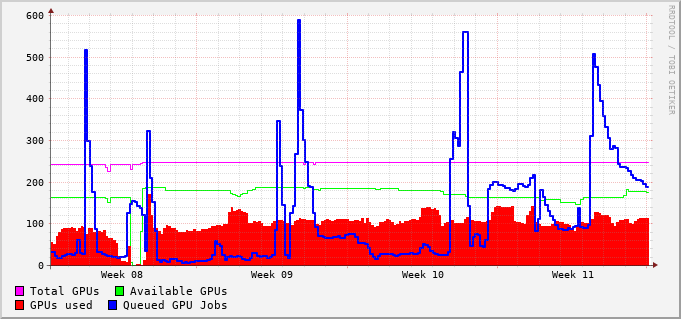 600
500
400
300
200
100
0
Week 08 Week 09 Week 10 Week 11
Total GPUs Available GPUs
GPUs used Queued GPU Jobs
RRDTOOL / TOBI OETIKER